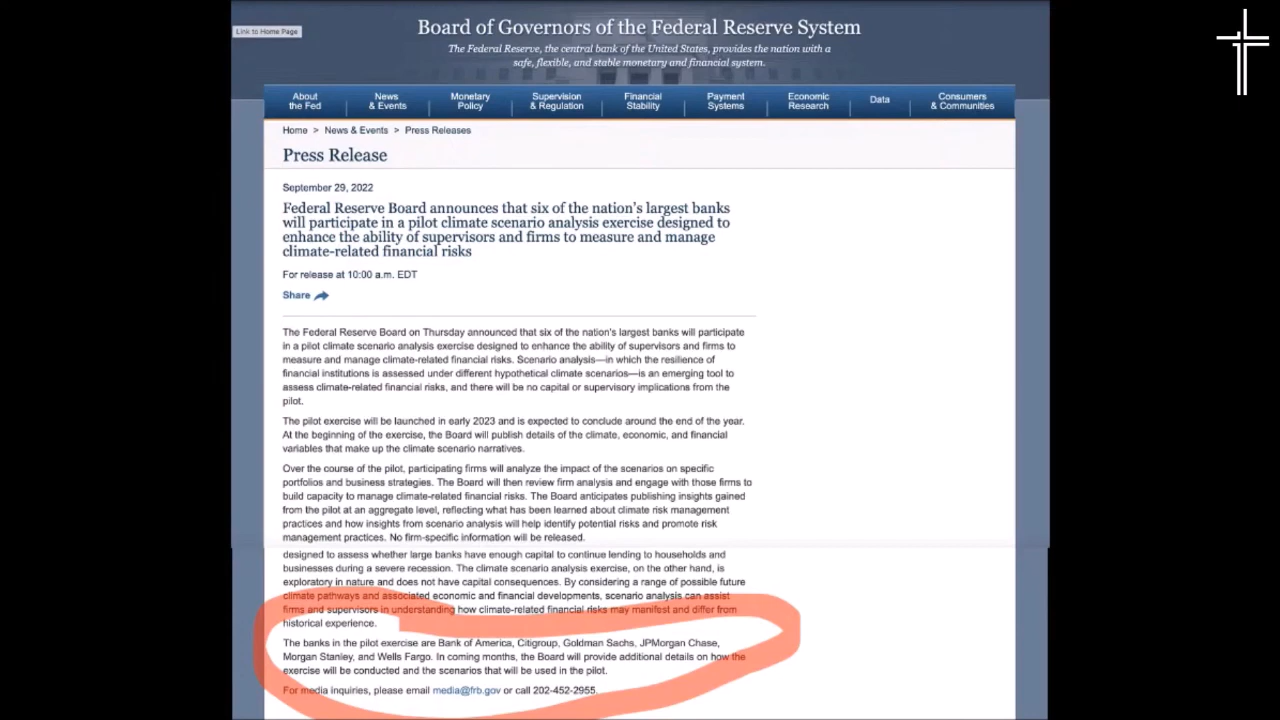 Board of Governors of the Federal Reserve System
Link to Home Page
The Federal Reserve, the central bank of the United States, provides the nation with a
safe, flexible, and stable monetary and financial system.
About the Fed
News & Events
Monetary Policy
Supervision & Regulation
Financial Stability
Payment Systems
Economic Research
Data
Consumers & Communities
Home > News & Events > Press Releases
Press Release
September 29, 2022
Federal Reserve Board announces that six of the nation's largest banks
will participate in a pilot climate scenario analysis exercise designed to
enhance the ability of supervisors and firms to measure and manage
climate-related financial risks
For release at 10:00 a.m. EDT
Share
The Federal Reserve Board on Thursday announced that six of the nation's largest banks will participate
in a pilot climate scenario analysis exercise designed to enhance the ability of supervisors and firms to
measure and manage climate-related financial risks. Scenario analysis—in which the resilience of
financial institutions is assessed under different hypothetical climate scenarios—is an emerging tool to
assess climate-related financial risks, and there will be no capital or supervisory implications from the
pilot.
The pilot exercise will be launched in early 2023 and is expected to conclude around the end of the year.
At the beginning of the exercise, the Board will publish details of the climate, economic, and financial
variables that make up the climate scenario narratives.
Over the course of the pilot, participating firms will analyze the impact of the scenarios on specific
portfolios and business strategies. The Board will then review firm analysis and engage with those firms to
build capacity to manage climate-related financial risks. The Board anticipates publishing insights gained
from the pilot at an aggregate level, reflecting what has been learned about climate risk management
practices and how insights from scenario analysis will help identify potential risks and promote risk
management practices. No firm-specific information will be released.
designed to assess whether large banks have enough capital to continue lending to households and
businesses during a severe recession. The climate scenario analysis exercise, on the other hand, is
exploratory in nature and does not have capital consequences. By considering a range of possible future
climate pathways and associated economic and financial developments, scenario analysis can assist
firms and supervisors in understanding how climate-related financial risks may manifest and differ from
historical experience.
The banks in the pilot exercise are Bank of America, Citigroup, Goldman Sachs, JPMorgan Chase,
Morgan Stanley, and Wells Fargo. In coming months, the Board will provide additional details on how the
exercise will be conducted and the scenarios that will be used in the pilot.
For media inquiries, please email media@frb.gov or call 202-452-2955.